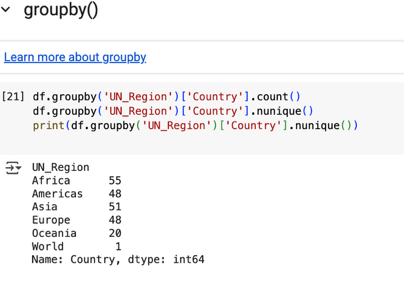 groupby()
Learn more about groupby
[21] df.groupby('UN_Region')['Country'].count()
df.groupby('UN_Region')['Country'].nunique()
print(df.groupby('UN_Region')['Country'].nunique())
UN_Region
Africa 55
Americas 48
Asia 51
Europe 48
Oceania 20
World 1
Name: Country, dtype: int64